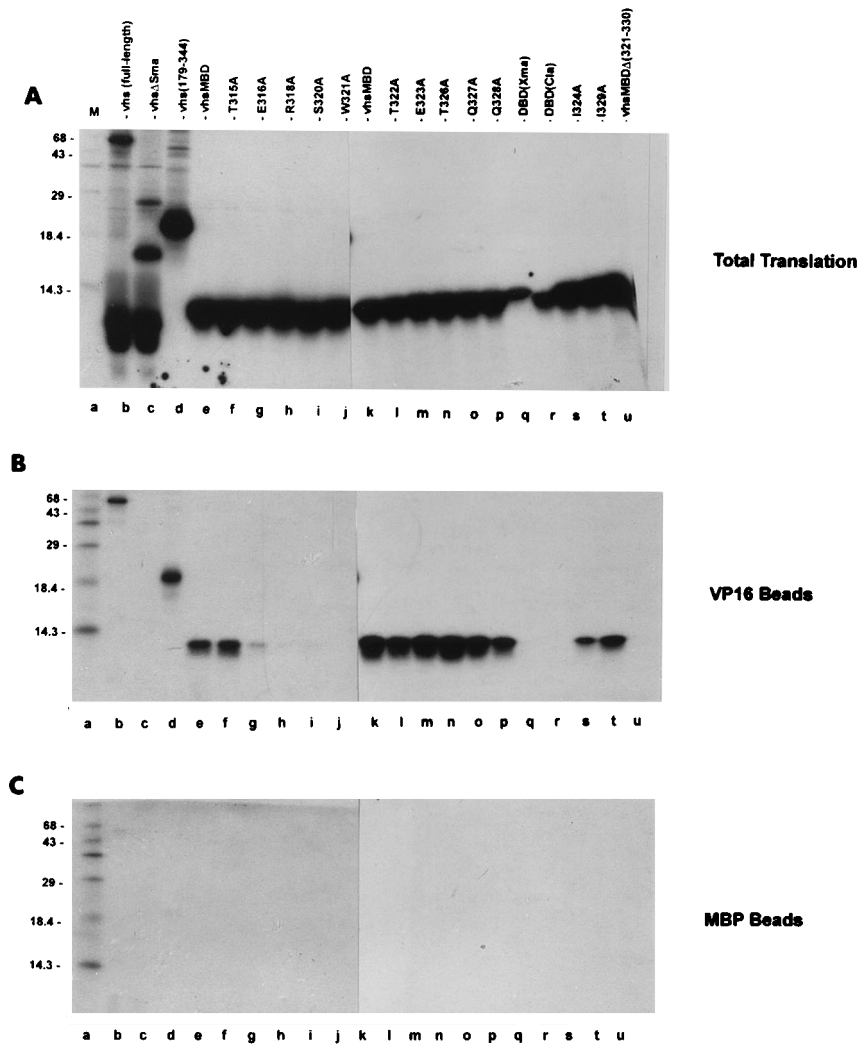 A
M
- vhs (full-length)
- vhsΔSma
- vhs(179-344)
- vhsMBD
- T315A
- E316A
- R318A
- S320A
- W321A
- vhsMBD
- T322A
- E323A
- T326A
- Q327A
- Q328A
- DBD(Xma)
- DBD(Cla)
- I324A
- I329A
- vhsMBDΔ(321-330)
68 -
43 -
29 -
18.4 -
14.3 -
Total Translation
a b c d e f g h i j k l m n o p q r s t u
B
68 -
43 -
29 -
18.4 -
14.3 -
VP16 Beads
a b c d e f g h i j k l m n o p q r s t u
C
68 -
43 -
29 -
18.4 -
14.3 -
MBP Beads
a b c d e f g h i j k l m n o p q r s t u